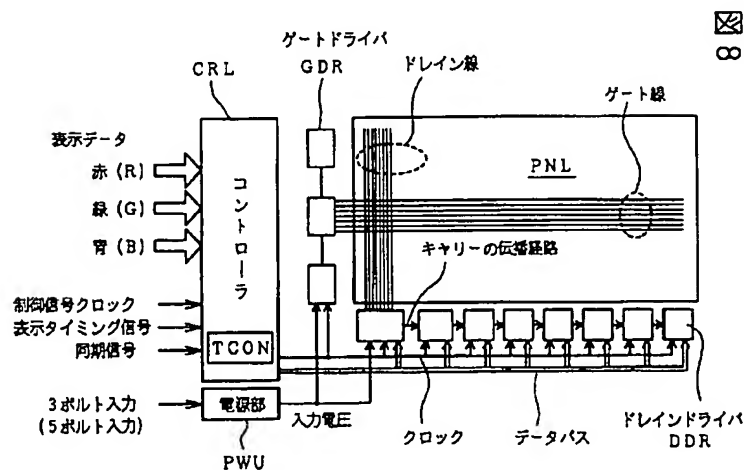 図
8
ゲートドライバ
GDR
ドレイン線
CRL
ゲート線
表示データ
赤(R)
緑(G)
青(B)
コントローラ
PNL
キャリーの伝播経路
制御信号クロック
表示タイミング信号
同期信号
TCON
3ボルト入力
(5ボルト入力)
電源部
入力電圧
クロック
データバス
ドレインドライバ
DDR
PWU